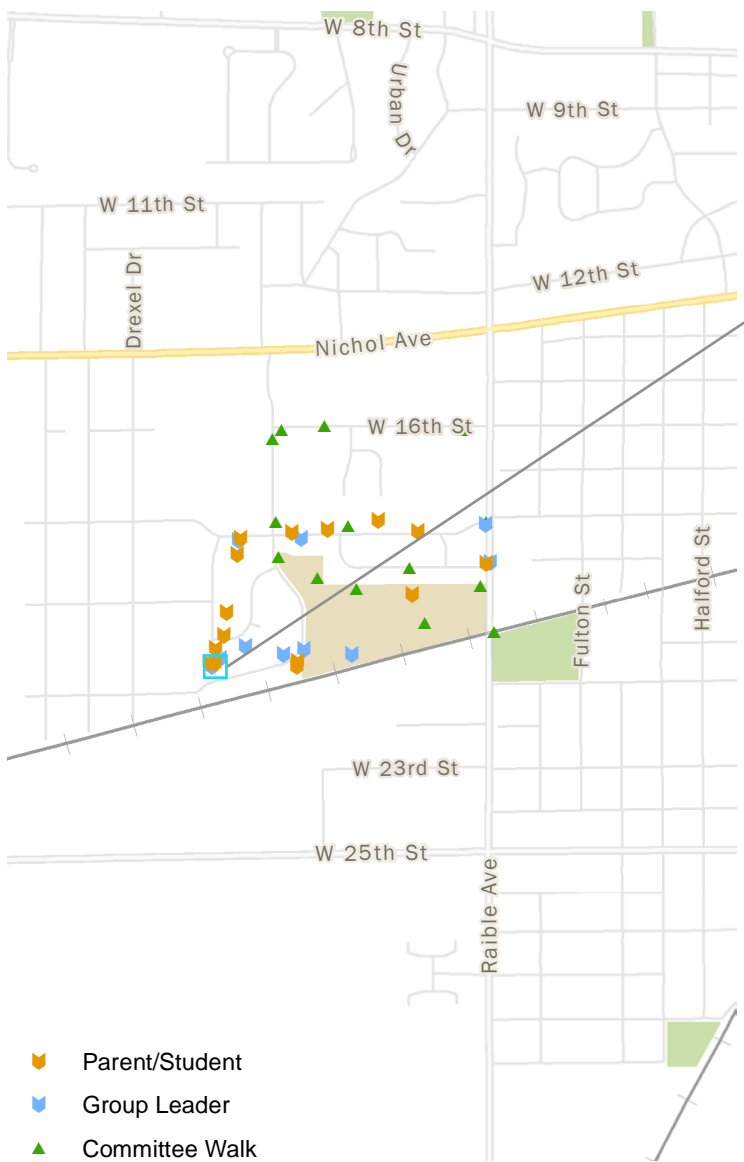 W 8th St
Urban Dr
W 9th St
W 11th St
W 12th St
Drexel Dr
Nichol Ave
W 16th St
Halford St
Fulton St
W 23rd St
W 25th St
Raible Ave
Parent/Student
Group Leader
Committee Walk